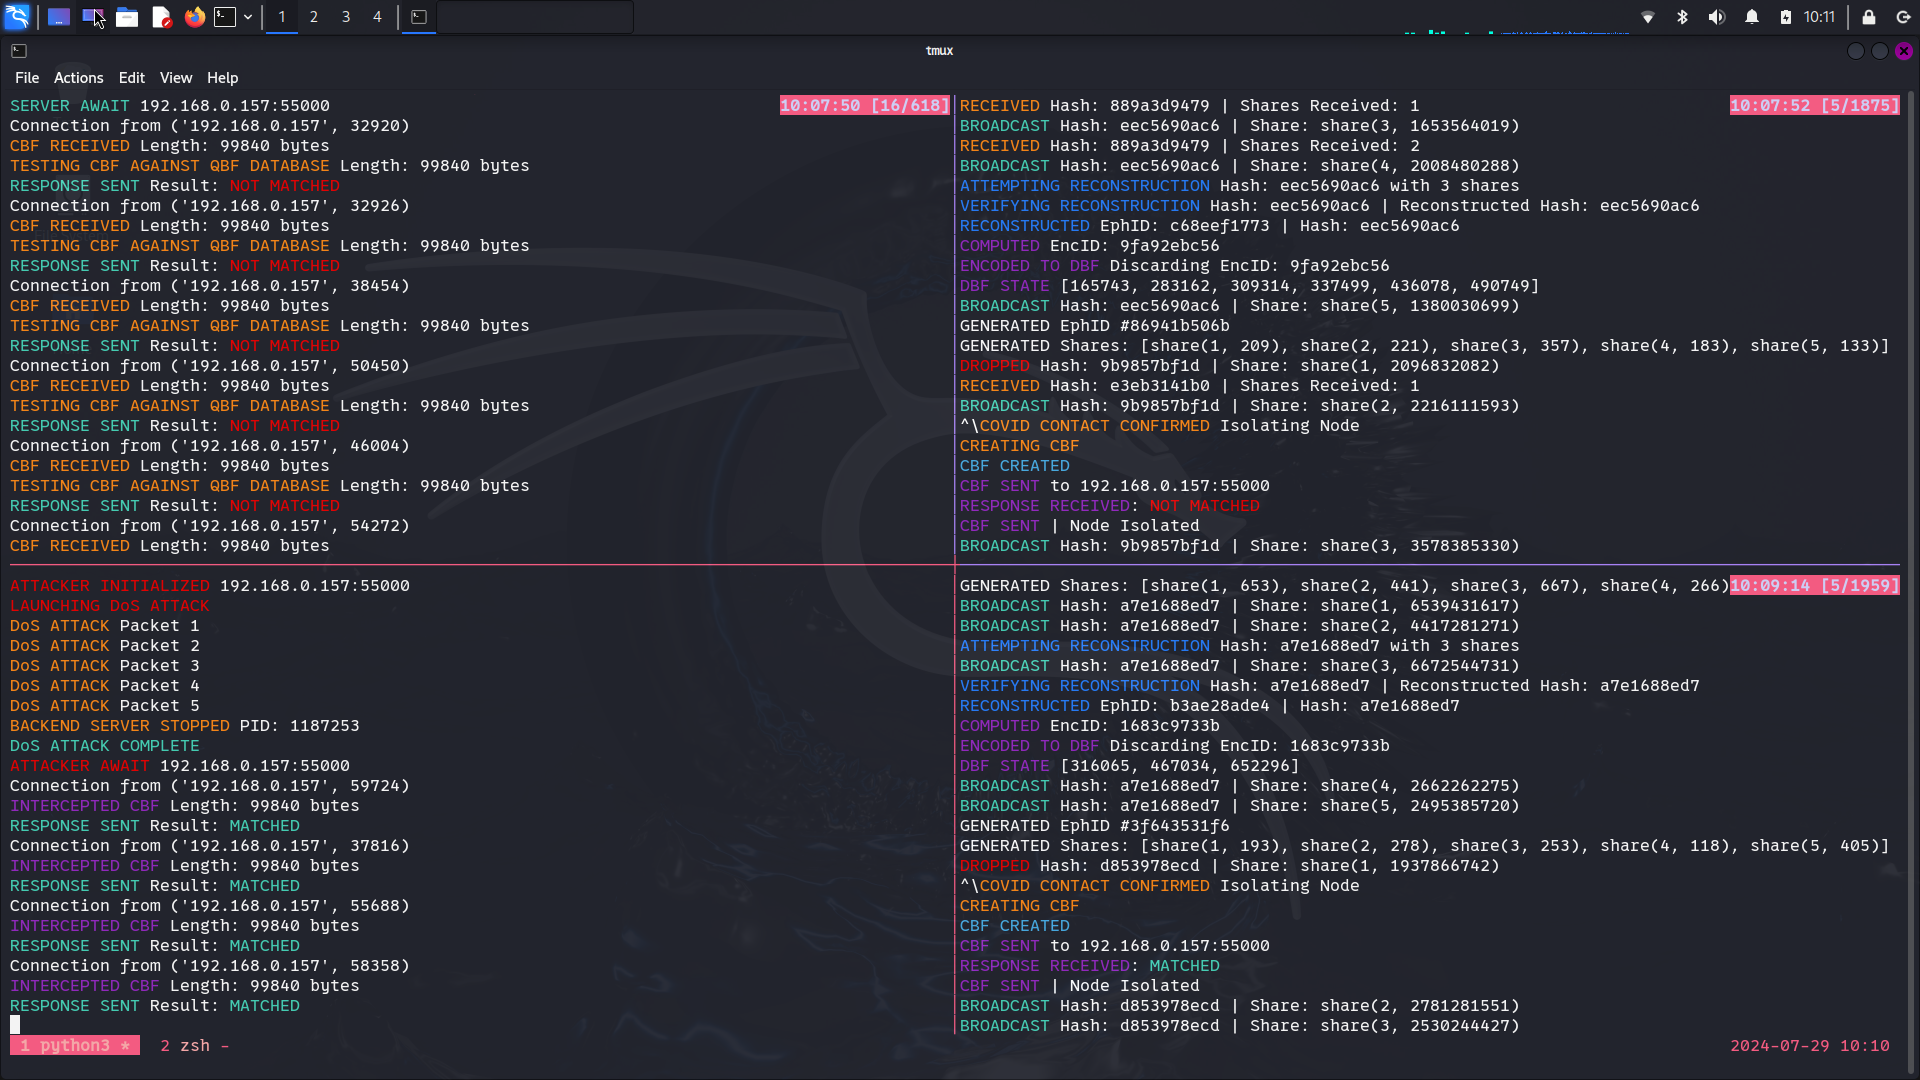 1 2 3 4
10:11
tmux
File Actions Edit View Help
SERVER AWAIT 192.168.0.157:55000
10:07:50 [16/618]
Connection from ('192.168.0.157', 32920)
CBF RECEIVED Length: 99840 bytes
TESTING CBF AGAINST QBF DATABASE Length: 99840 bytes
RESPONSE SENT Result: NOT MATCHED
Connection from ('192.168.0.157', 32926)
CBF RECEIVED Length: 99840 bytes
TESTING CBF AGAINST QBF DATABASE Length: 99840 bytes
RESPONSE SENT Result: NOT MATCHED
Connection from ('192.168.0.157', 38454)
CBF RECEIVED Length: 99840 bytes
TESTING CBF AGAINST QBF DATABASE Length: 99840 bytes
RESPONSE SENT Result: NOT MATCHED
Connection from ('192.168.0.157', 50450)
CBF RECEIVED Length: 99840 bytes
TESTING CBF AGAINST QBF DATABASE Length: 99840 bytes
RESPONSE SENT Result: NOT MATCHED
Connection from ('192.168.0.157', 46004)
CBF RECEIVED Length: 99840 bytes
TESTING CBF AGAINST QBF DATABASE Length: 99840 bytes
RESPONSE SENT Result: NOT MATCHED
Connection from ('192.168.0.157', 54272)
CBF RECEIVED Length: 99840 bytes
RECEIVED Hash: 889a3d9479 | Shares Received: 1
10:07:52 [5/1875]
BROADCAST Hash: eec5690ac6 | Share: share(3, 1653564019)
RECEIVED Hash: 889a3d9479 | Shares Received: 2
BROADCAST Hash: eec5690ac6 | Share: share(4, 2008480288)
ATTEMPTING RECONSTRUCTION Hash: eec5690ac6 with 3 shares
VERIFYING RECONSTRUCTION Hash: eec5690ac6 | Reconstructed Hash: eec5690ac6
RECONSTRUCTED EphID: c68eef1773 | Hash: eec5690ac6
COMPUTED EncID: 9fa92ebc56
ENCODED TO DBF Discarding EncID: 9fa92ebc56
DBF STATE [165743, 283162, 309314, 337499, 436078, 490749]
BROADCAST Hash: eec5690ac6 | Share: share(5, 1380030699)
GENERATED EphID #86941b506b
GENERATED Shares: [share(1, 209), share(2, 221), share(3, 357), share(4, 183), share(5, 133)]
DROPPED Hash: 9b9857bf1d | Share: share(1, 2096832082)
RECEIVED Hash: e3eb3141b0 | Shares Received: 1
BROADCAST Hash: 9b9857bf1d | Share: share(2, 2216111593)
^\COVID CONTACT CONFIRMED Isolating Node
CREATING CBF
CBF CREATED
CBF SENT to 192.168.0.157:55000
RESPONSE RECEIVED: NOT MATCHED
CBF SENT | Node Isolated
BROADCAST Hash: 9b9857bf1d | Share: share(3, 3578385330)
ATTACKER INITIALIZED 192.168.0.157:55000
LAUNCHING DoS ATTACK
DoS ATTACK Packet 1
DoS ATTACK Packet 2
DoS ATTACK Packet 3
DoS ATTACK Packet 4
DoS ATTACK Packet 5
BACKEND SERVER STOPPED PID: 1187253
DoS ATTACK COMPLETE
ATTACKER AWAIT 192.168.0.157:55000
Connection from ('192.168.0.157', 59724)
INTERCEPTED CBF Length: 99840 bytes
RESPONSE SENT Result: MATCHED
Connection from ('192.168.0.157', 37816)
INTERCEPTED CBF Length: 99840 bytes
RESPONSE SENT Result: MATCHED
Connection from ('192.168.0.157', 55688)
INTERCEPTED CBF Length: 99840 bytes
RESPONSE SENT Result: MATCHED
Connection from ('192.168.0.157', 58358)
INTERCEPTED CBF Length: 99840 bytes
RESPONSE SENT Result: MATCHED
GENERATED Shares: [share(1, 653), share(2, 441), share(3, 667), share(4, 266)
10:09:14 [5/1959]
BROADCAST Hash: a7e1688ed7 | Share: share(1, 6539431617)
BROADCAST Hash: a7e1688ed7 | Share: share(2, 4417281271)
ATTEMPTING RECONSTRUCTION Hash: a7e1688ed7 with 3 shares
BROADCAST Hash: a7e1688ed7 | Share: share(3, 6672544731)
VERIFYING RECONSTRUCTION Hash: a7e1688ed7 | Reconstructed Hash: a7e1688ed7
RECONSTRUCTED EphID: b3ae28ade4 | Hash: a7e1688ed7
COMPUTED EncID: 1683c9733b
ENCODED TO DBF Discarding EncID: 1683c9733b
DBF STATE [316065, 467034, 652296]
BROADCAST Hash: a7e1688ed7 | Share: share(4, 2662262275)
BROADCAST Hash: a7e1688ed7 | Share: share(5, 2495385720)
GENERATED EphID #3f643531f6
GENERATED Shares: [share(1, 193), share(2, 278), share(3, 253), share(4, 118), share(5, 405)]
DROPPED Hash: d853978ecd | Share: share(1, 1937866742)
^\COVID CONTACT CONFIRMED Isolating Node
CREATING CBF
CBF CREATED
CBF SENT to 192.168.0.157:55000
RESPONSE RECEIVED: MATCHED
CBF SENT | Node Isolated
BROADCAST Hash: d853978ecd | Share: share(2, 2781281551)
BROADCAST Hash: d853978ecd | Share: share(3, 2530244427)
1 python3 * 2 zsh -
2024-07-29 10:10